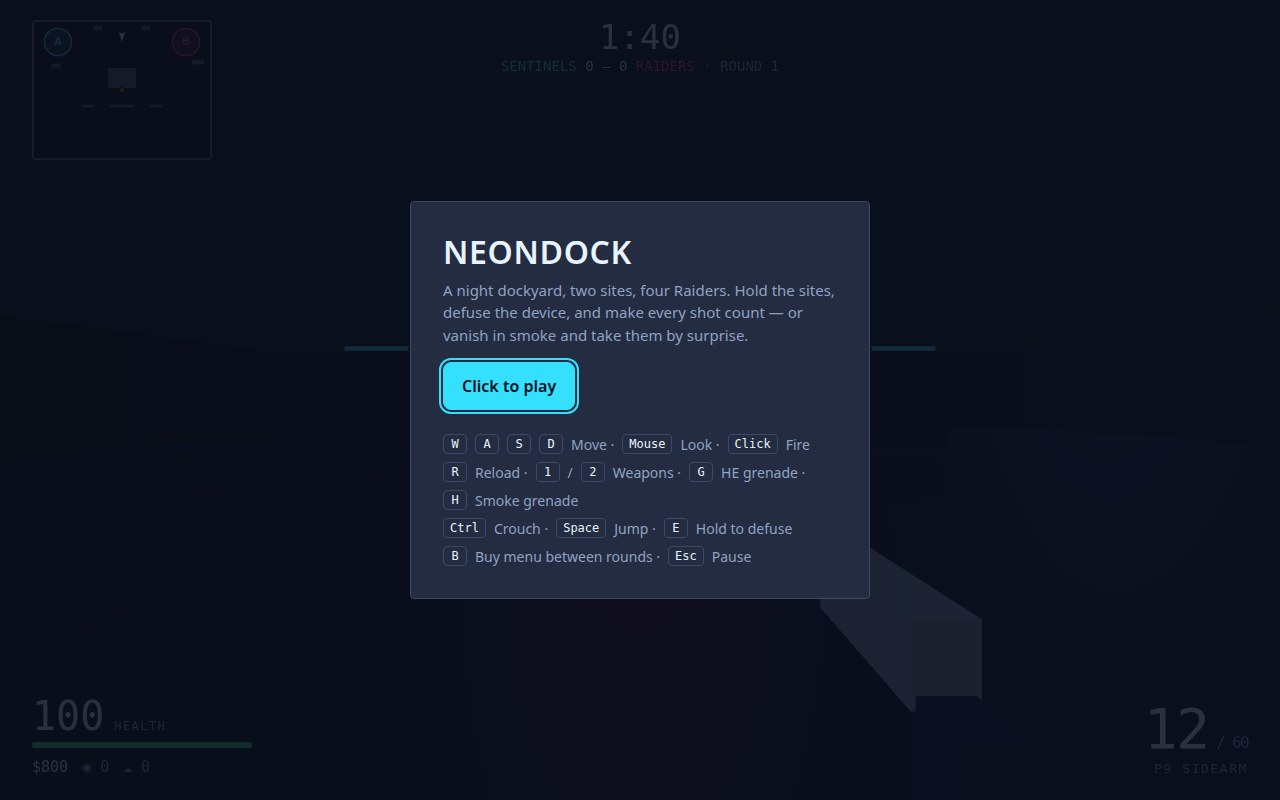 A
B
1:40
SENTINELS 0 — 0 RAIDERS · ROUND 1
NEONDOCK
A night dockyard, two sites, four Raiders. Hold the sites,
defuse the device, and make every shot count — or
vanish in smoke and take them by surprise.
Click to play
W A S D Move · Mouse Look · Click Fire
R Reload · 1 / 2 Weapons · G HE grenade ·
H Smoke grenade
Ctrl Crouch · Space Jump · E Hold to defuse
B Buy menu between rounds · Esc Pause
100 HEALTH
$800 ◉ 0 ☁ 0
12 / 60
P9 SIDEARM